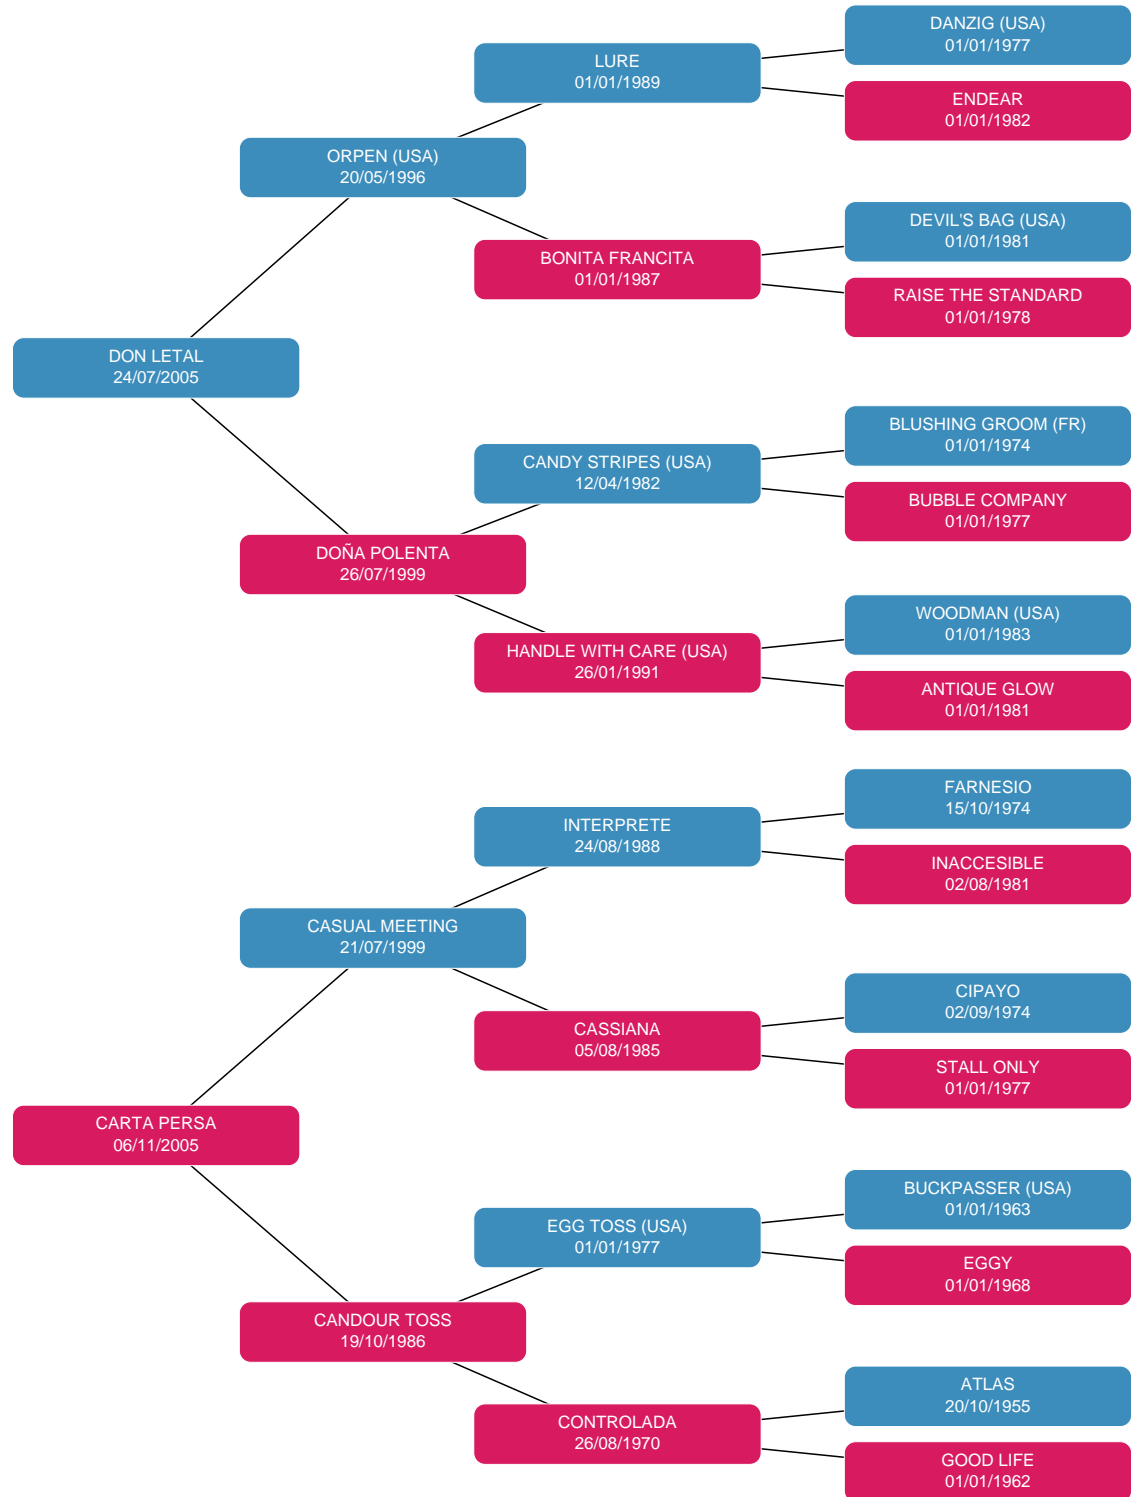 DANZIG (USA)
01/01/1977
LURE
01/01/1989
ENDEAR
01/01/1982
ORPEN (USA)
20/05/1996
DEVIL'S BAG (USA)
01/01/1981
BONITA FRANCITA
01/01/1987
RAISE THE STANDARD
01/01/1978
DON LETAL
24/07/2005
BLUSHING GROOM (FR)
01/01/1974
CANDY STRIPES (USA)
12/04/1982
BUBBLE COMPANY
01/01/1977
DOÑA POLENTA
26/07/1999
WOODMAN (USA)
01/01/1983
HANDLE WITH CARE (USA)
26/01/1991
ANTIQUE GLOW
01/01/1981
FARNESIO
15/10/1974
INTERPRETE
24/08/1988
INACCESIBLE
02/08/1981
CASUAL MEETING
21/07/1999
CIPAYO
02/09/1974
CASSIANA
05/08/1985
STALL ONLY
01/01/1977
CARTA PERSA
06/11/2005
BUCKPASSER (USA)
01/01/1963
EGG TOSS (USA)
01/01/1977
EGGY
01/01/1968
CANDOUR TOSS
19/10/1986
ATLAS
20/10/1955
CONTROLADA
26/08/1970
GOOD LIFE
01/01/1962